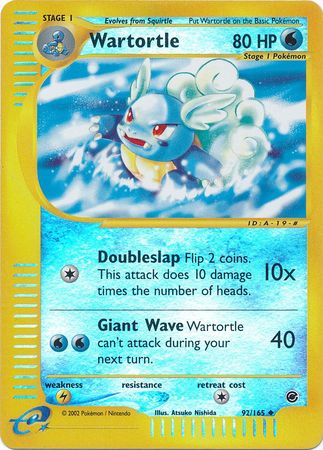 STAGE 1 Evolves from Squirtle Put Wartortle on the Basic Pokémon
Wartortle 80 HP
Stage 1 Pokémon
ID:A-19-#
Doubleslap Flip 2 coins.
This attack does 10 damage 10x
times the number of heads.
Giant Wave Wartortle
can't attack during your 40
next turn.
weakness resistance retreat cost
e
© 2002 Pokémon / Nintendo Illus. Atsuko Nishida 92/165